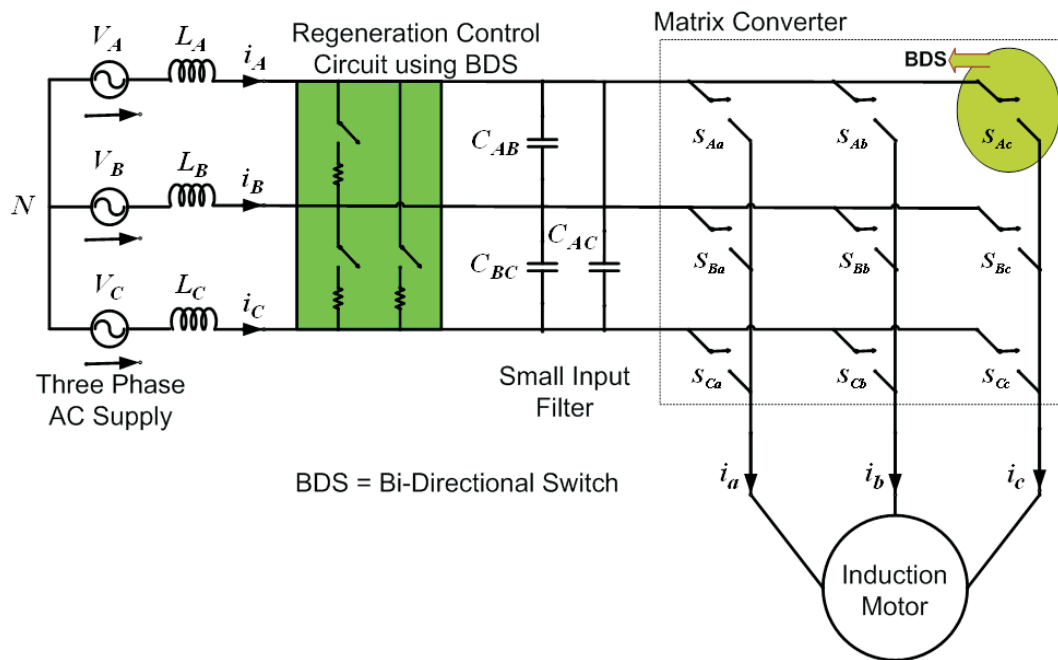 Matrix Converter
Regeneration Control
Circuit using BDS
V_A
L_A
i_A
BDS
S_Aa
S_Ab
S_Ac
C_AB
V_B
L_B
i_B
N
C_AC
C_BC
S_Ba
S_Bb
S_Bc
V_C
L_C
i_C
S_Ca
S_Cb
S_Cc
Three Phase
AC Supply
Small Input
Filter
BDS = Bi-Directional Switch
i_a
i_b
i_c
Induction
Motor